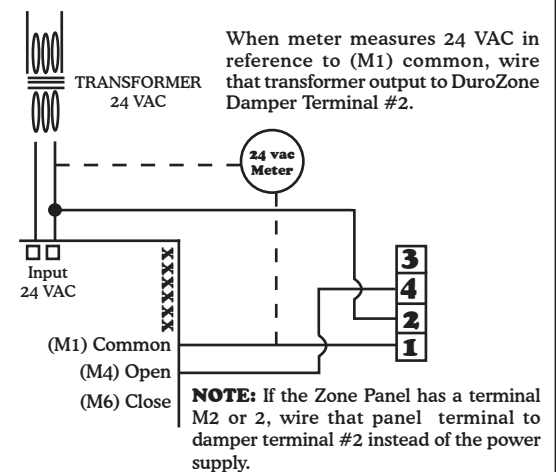 When meter measures 24 VAC in
reference to (M1) common, wire
that transformer output to DuroZone
Damper Terminal #2.
TRANSFORMER
24 VAC
24 vac
Meter
Input
24 VAC
XXXXXXX
3
4
2
1
(M1) Common
(M4) Open
(M6) Close
NOTE: If the Zone Panel has a terminal
M2 or 2, wire that panel terminal to
damper terminal #2 instead of the power
supply.